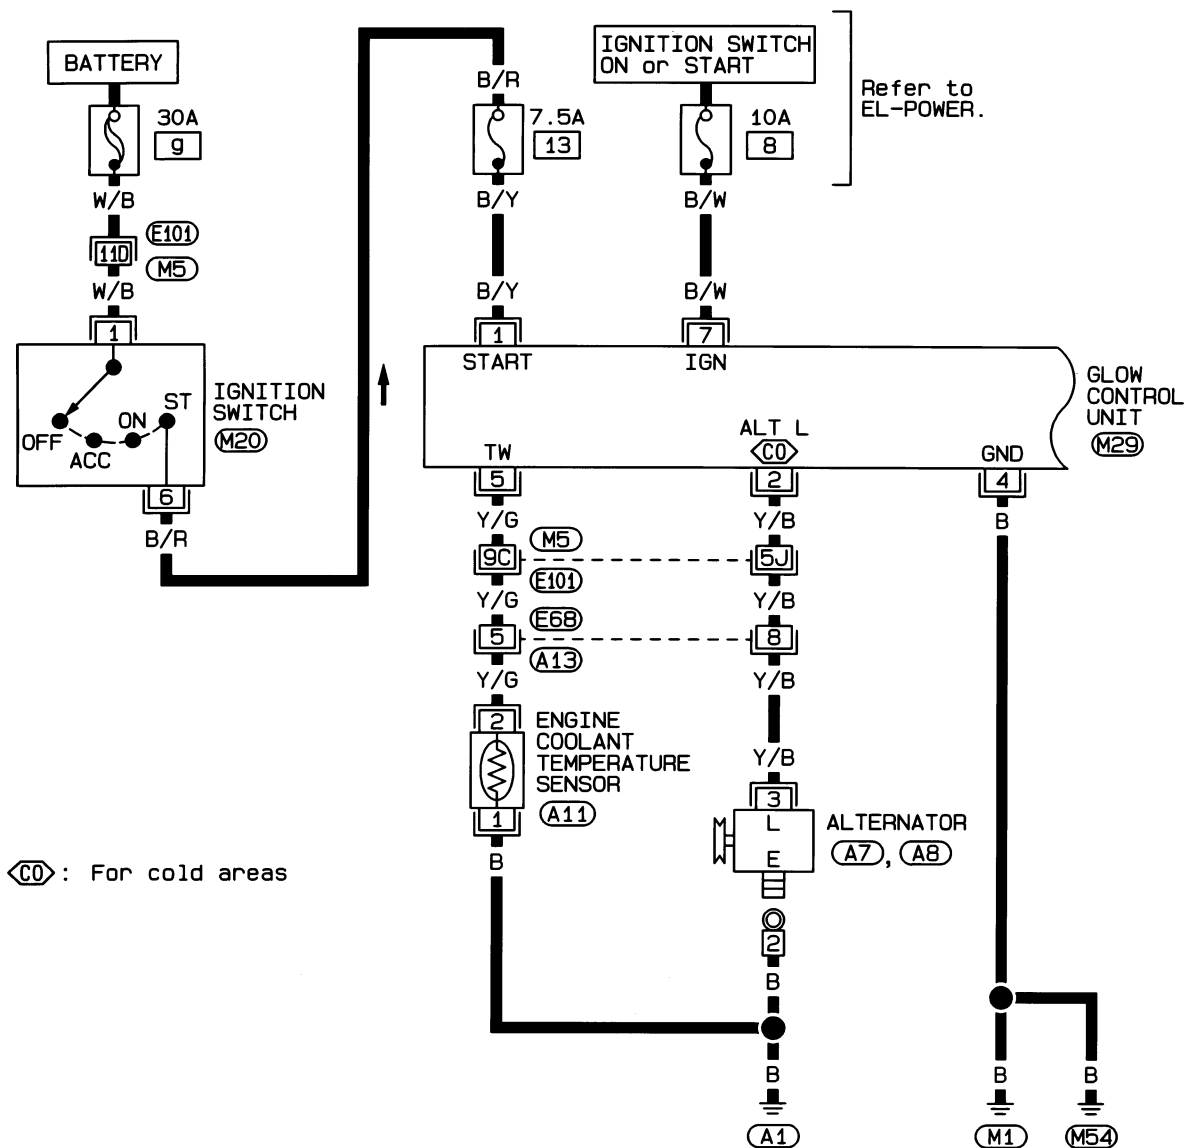 BATTERY
30A
g
W/B
E101
11D
M5
W/B
1
IGNITION
SWITCH
M20
OFF
ACC
ON
ST
6
B/R
B/R
7.5A
13
B/Y
B/Y
1
START
IGNITION SWITCH
ON or START
10A
8
B/W
B/W
7
IGN
Refer to
EL-POWER.
GLOW
CONTROL
UNIT
M29
TW
5
Y/G
M5
9C
E101
Y/G
E68
5
A13
Y/G
2
ENGINE
COOLANT
TEMPERATURE
SENSOR
1
A11
B
ALT L
CO
2
Y/B
5J
Y/B
8
Y/B
Y/B
3
L
E
ALTERNATOR
A7, A8
2
B
B
A1
GND
4
B
B
M1
B
M54
CO: For cold areas